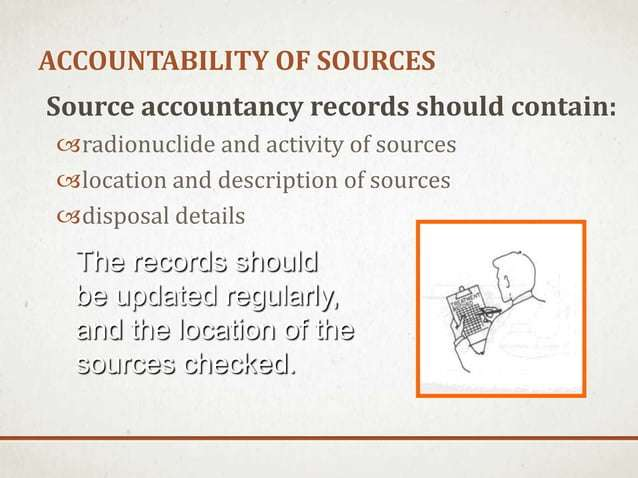 ACCOUNTABILITY OF SOURCES
Source accountancy records should contain:
radionuclide and activity of sources
location and description of sources
disposal details
The records should
be updated regularly,
and the location of the
sources checked.
TREATMENT